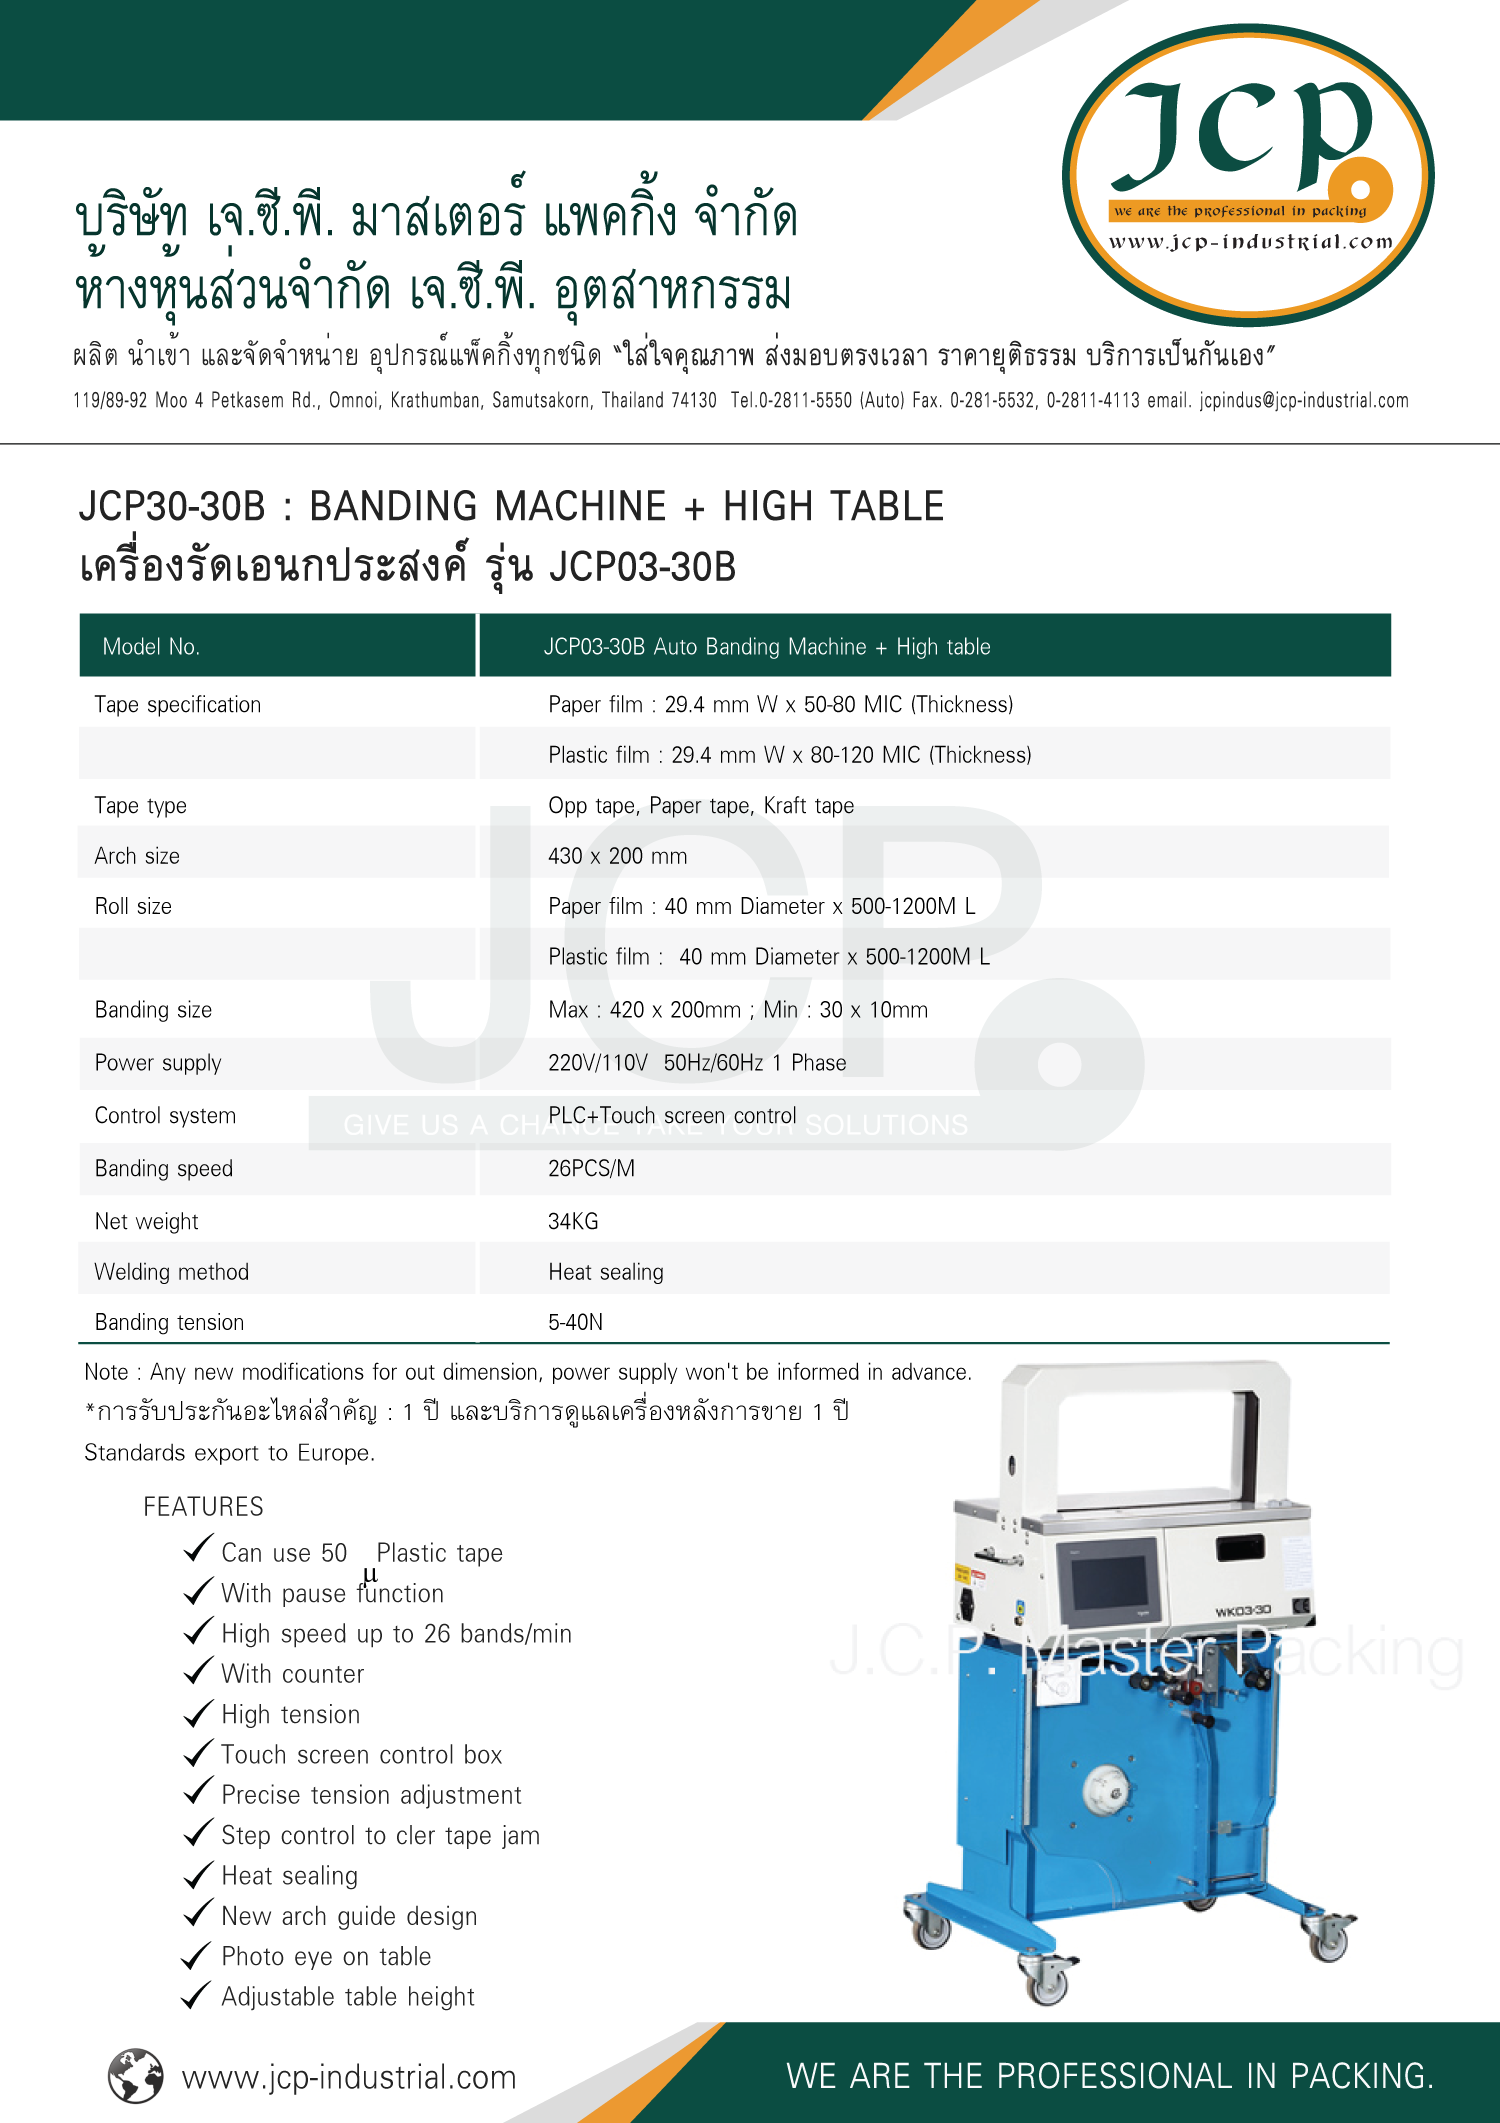 JCP
we are the professional in packing
www.jcp-industrial.com
บริษัท เจ.ซี.พี. มาสเตอร์ แพคกิ้ง จำกัด
ห้างหุ้นส่วนจำกัด เจ.ซี.พี. อุตสาหกรรม
ผลิต นำเข้า และจัดจำหน่าย อุปกรณ์แพ็คกิ้งทุกชนิด “ใส่ใจคุณภาพ ส่งมอบตรงเวลา ราคายุติธรรม บริการเป็นกันเอง”
119/89-92 Moo 4 Petkasem Rd., Omnoi, Krathumban, Samutsakorn, Thailand 74130 Tel.0-2811-5550 (Auto) Fax. 0-281-5532, 0-2811-4113 email. jcpindus@jcp-industrial.com
JCP30-30B : BANDING MACHINE + HIGH TABLE
เครื่องรัดเอนกประสงค์ รุ่น JCP03-30B
Model No. JCP03-30B Auto Banding Machine + High table
Tape specification Paper film : 29.4 mm W x 50-80 MIC (Thickness)
Plastic film : 29.4 mm W x 80-120 MIC (Thickness)
Tape type Opp tape, Paper tape, Kraft tape
Arch size 430 x 200 mm
Roll size Paper film : 40 mm Diameter x 500-1200M L
Plastic film : 40 mm Diameter x 500-1200M L
Banding size Max : 420 x 200mm ; Min : 30 x 10mm
Power supply 220V/110V 50Hz/60Hz 1 Phase
Control system PLC+Touch screen control
Banding speed 26PCS/M
Net weight 34KG
Welding method Heat sealing
Banding tension 5-40N
JCP
GIVE US A CHANCE TAKE YOUR SOLUTIONS
Note : Any new modifications for out dimension, power supply won't be informed in advance.
*การรับประกันอะไหล่สำคัญ : 1 ปี และบริการดูแลเครื่องหลังการขาย 1 ปี
Standards export to Europe.
FEATURES
✓ Can use 50 μ Plastic tape
✓ With pause function
✓ High speed up to 26 bands/min
✓ With counter
✓ High tension
✓ Touch screen control box
✓ Precise tension adjustment
✓ Step control to cler tape jam
✓ Heat sealing
✓ New arch guide design
✓ Photo eye on table
✓ Adjustable table height
WK03-30
CE
J.C.P. Master Packing
www.jcp-industrial.com
WE ARE THE PROFESSIONAL IN PACKING.